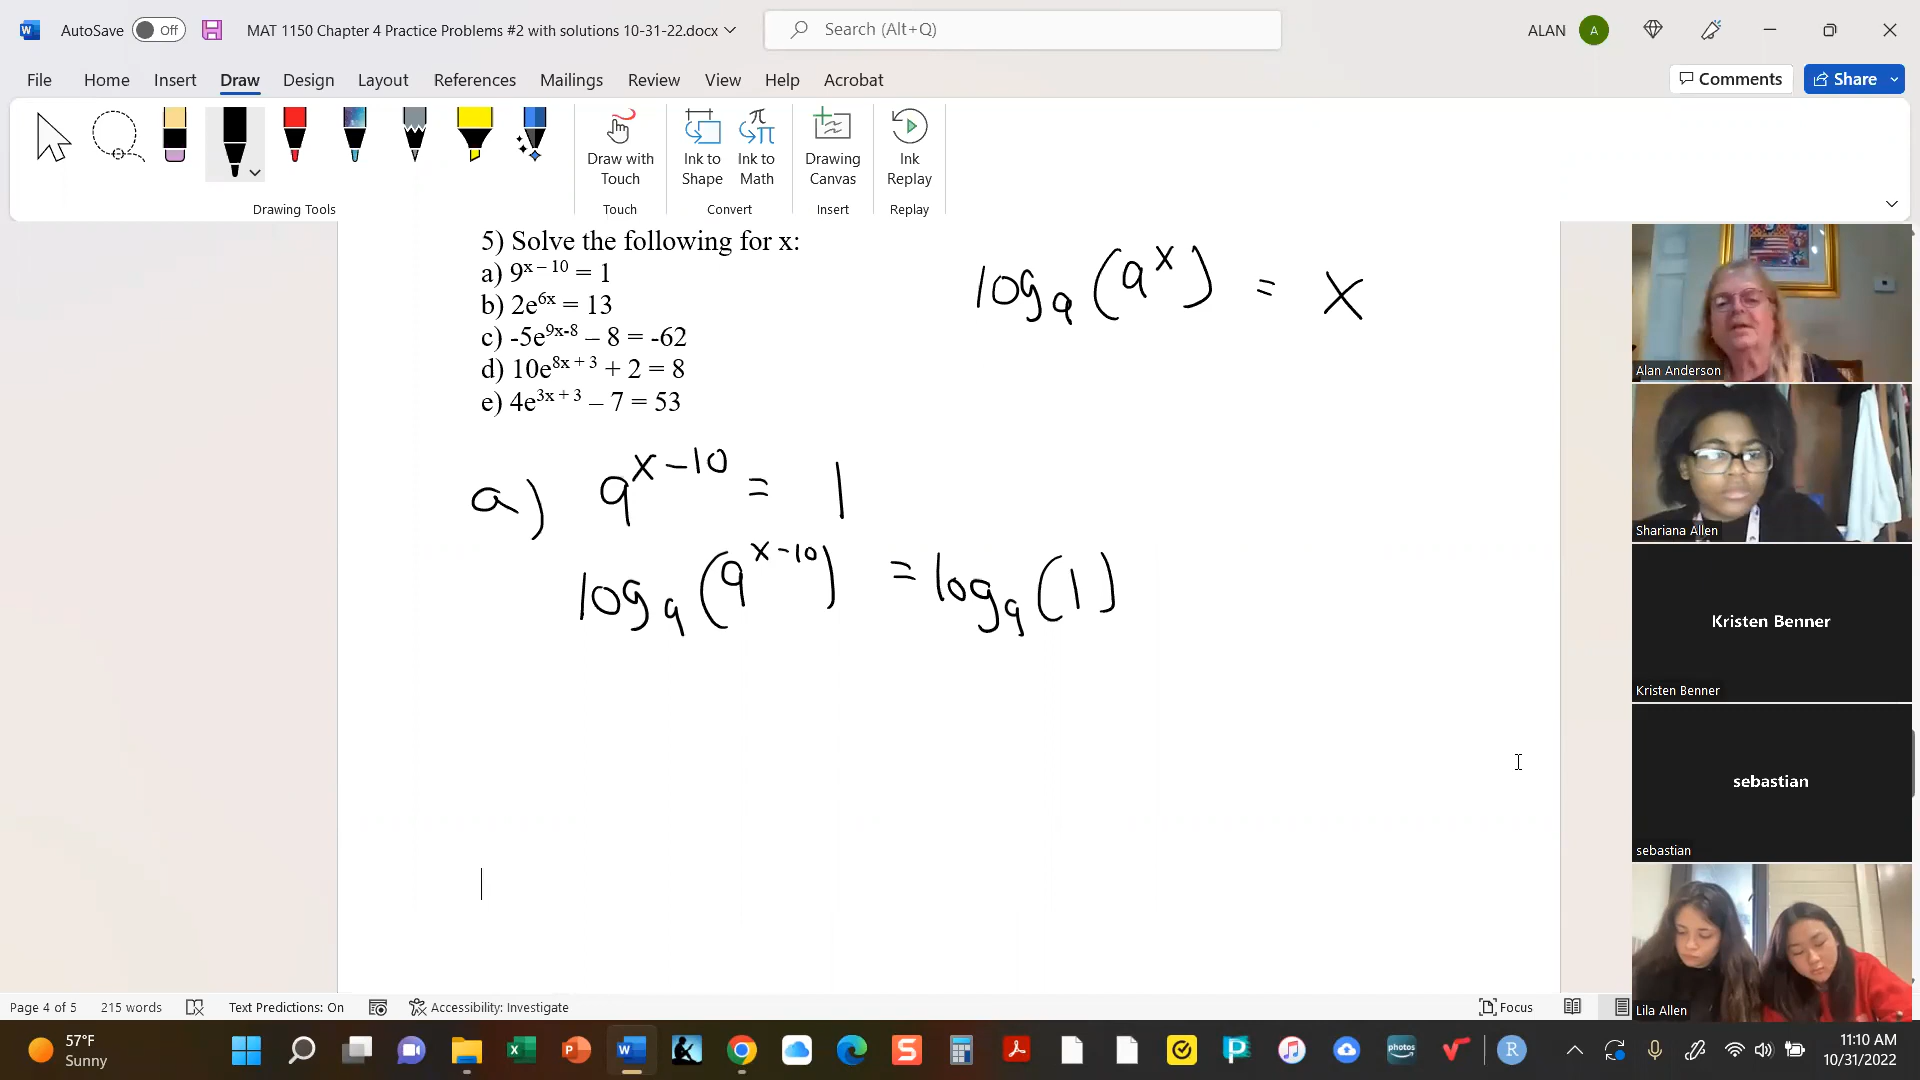 AutoSave Off MAT 1150 Chapter 4 Practice Problems #2 with solutions 10-31-22.docx Search (Alt+Q) ALAN A
File Home Insert Draw Design Layout References Mailings Review View Help Acrobat Comments Share
Draw with Touch
Ink to Shape
Ink to Math
Drawing Canvas
Ink Replay
Drawing Tools Touch Convert Insert Replay
5) Solve the following for x:
a) 9^(x – 10) = 1
b) 2e^(6x) = 13
c) -5e^(9x-8) – 8 = -62
d) 10e^(8x + 3) + 2 = 8
e) 4e^(3x + 3) – 7 = 53
log₉(9^x) = x
a) 9^(x-10) = 1
log₉(9^(x-10)) = log₉(1)
Alan Anderson
Shariana Allen
Kristen Benner
Kristen Benner
sebastian
sebastian
Lila Allen
Page 4 of 5 215 words Text Predictions: On Accessibility: Investigate Focus
57°F
Sunny
photos
R
11:10 AM
10/31/2022